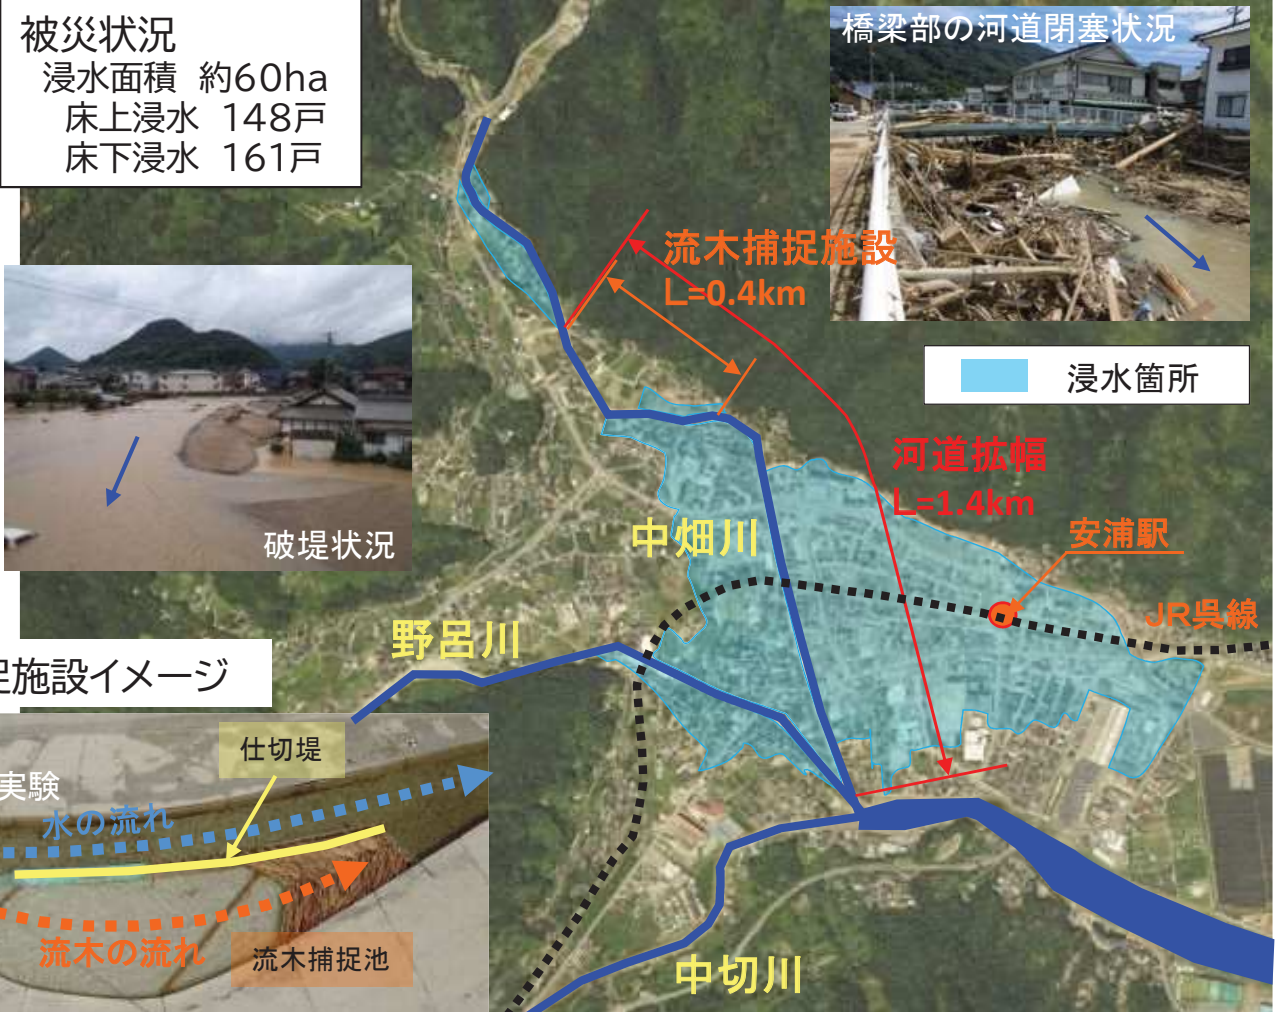 被災状況
浸水面積 約60ha
床上浸水 148戸
床下浸水 161戸
橋梁部の河道閉塞状況
流木捕捉施設
L=0.4km
浸水箇所
破堤状況
河道拡幅
L=1.4km
中畑川
安浦駅
JR呉線
野呂川
捉施設イメージ
仕切堤
実験
水の流れ
流木の流れ
流木捕捉池
中切川